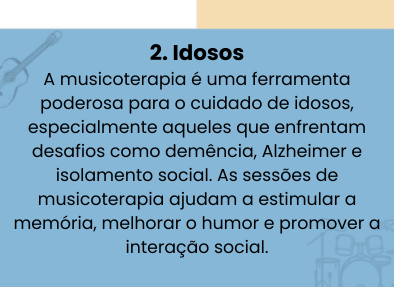 2. Idosos
A musicoterapia é uma ferramenta
poderosa para o cuidado de idosos,
especialmente aqueles que enfrentam
desafios como demência, Alzheimer e
isolamento social. As sessões de
musicoterapia ajudam a estimular a
memória, melhorar o humor e promover a
interação social.